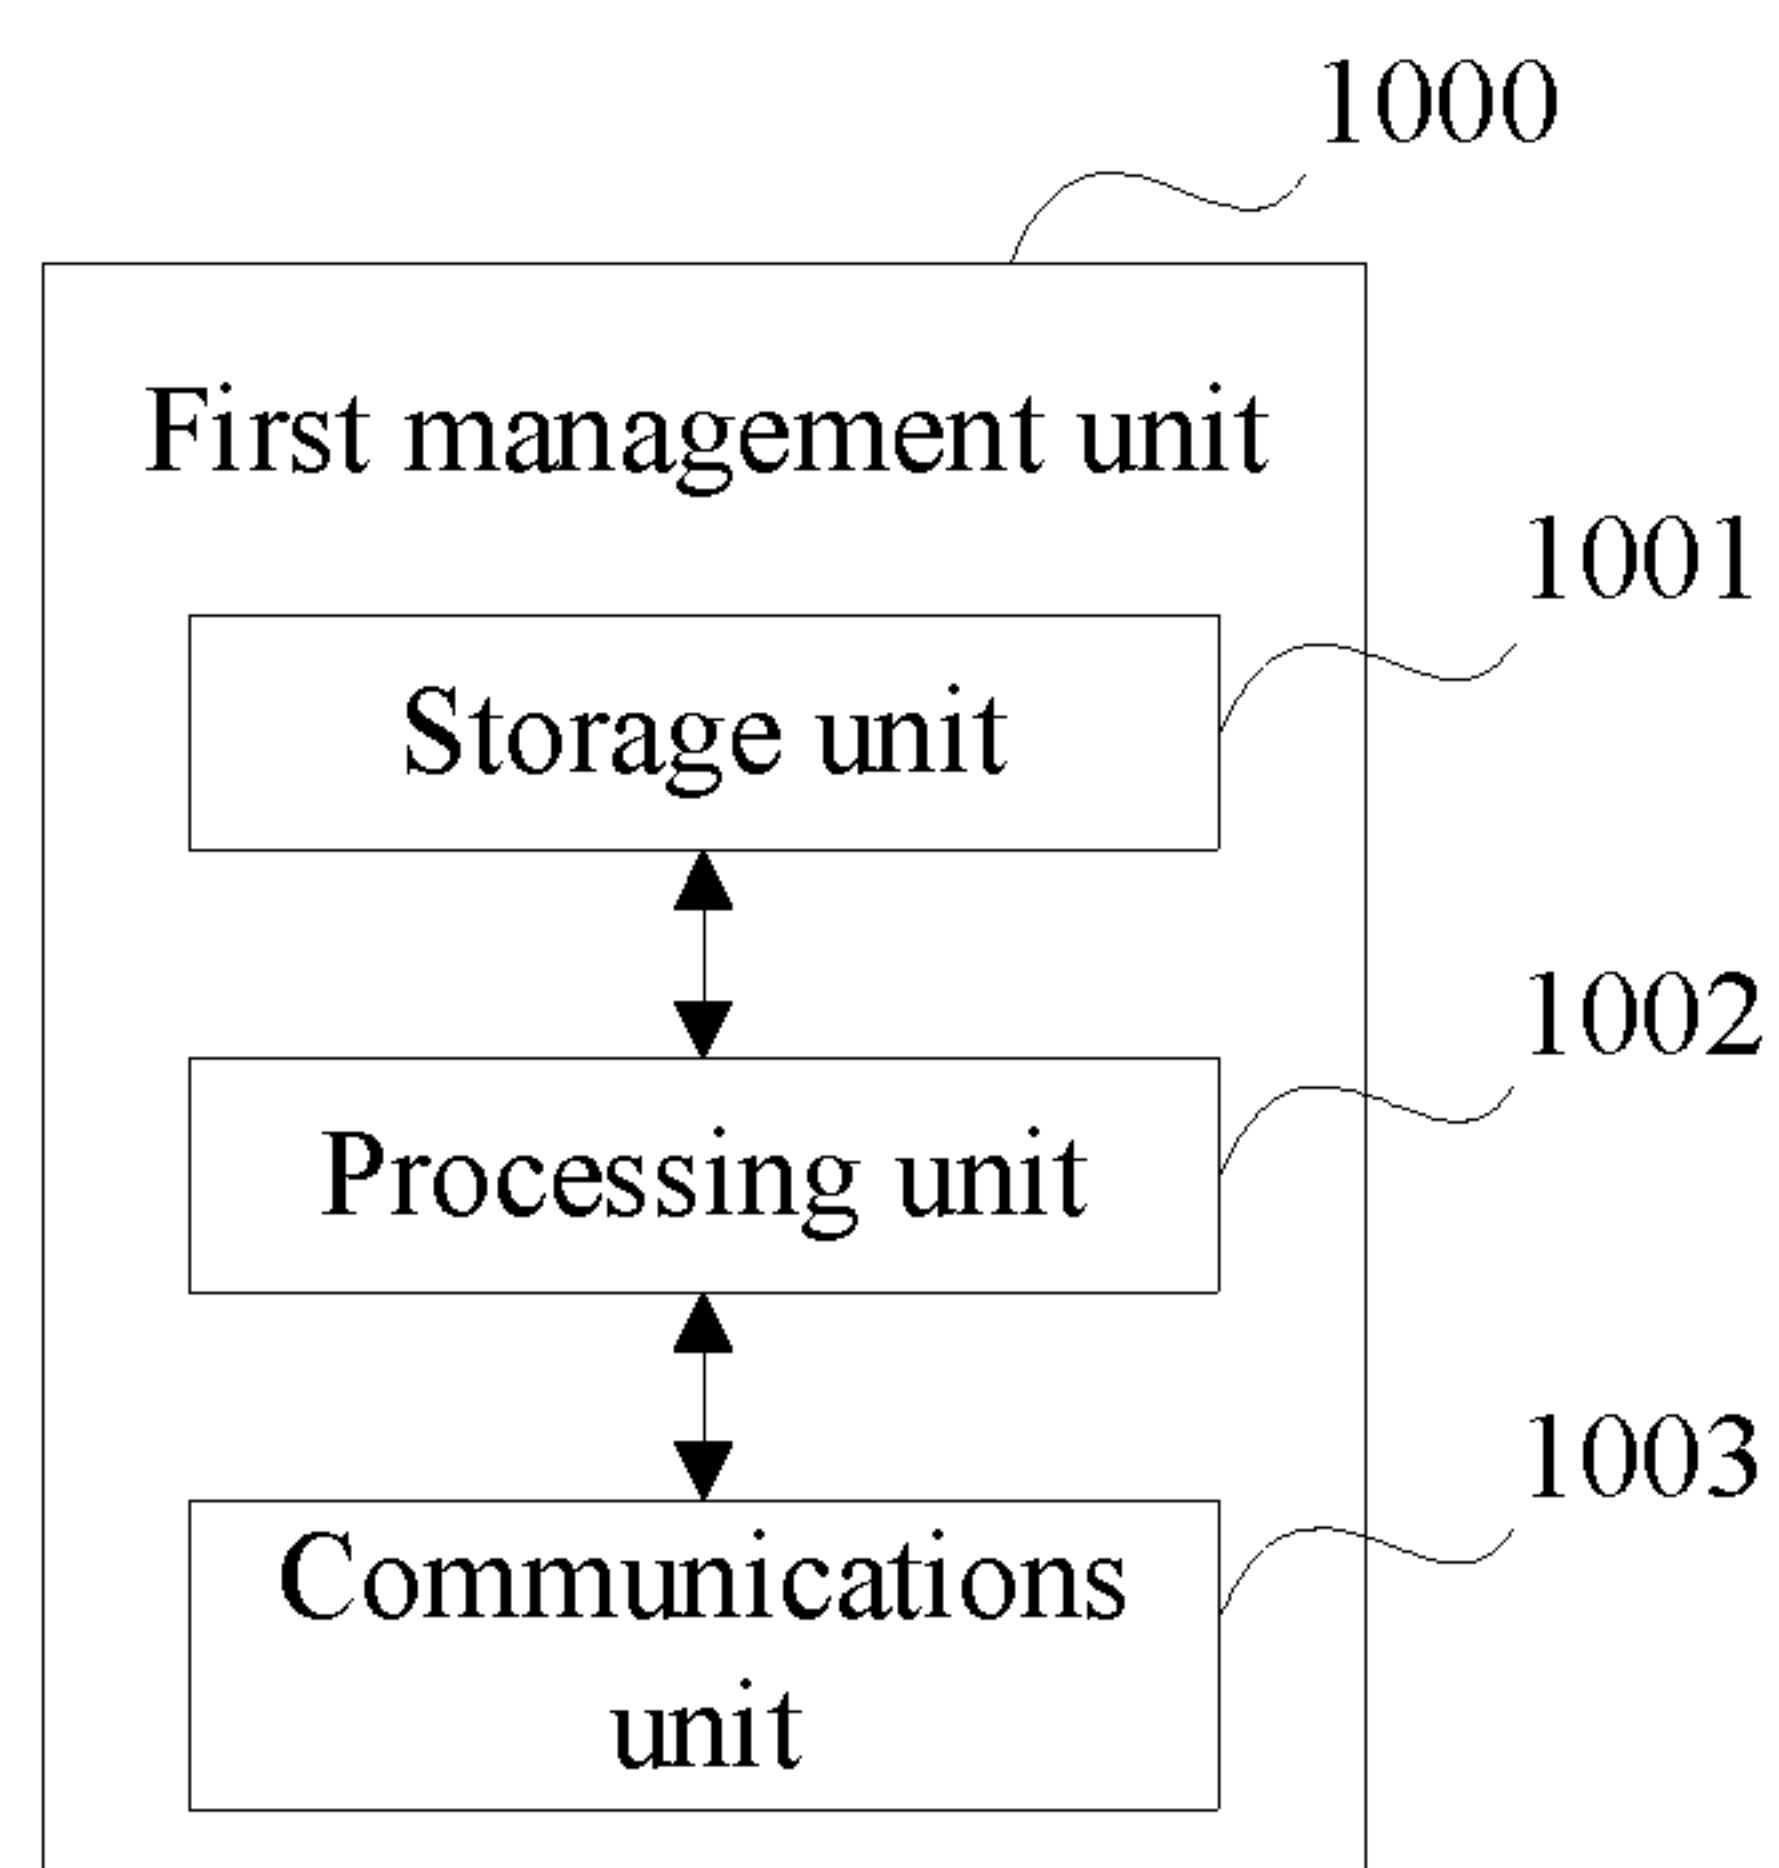 1000
First management unit
1001
Storage unit
1002
Processing unit
1003
Communications
unit